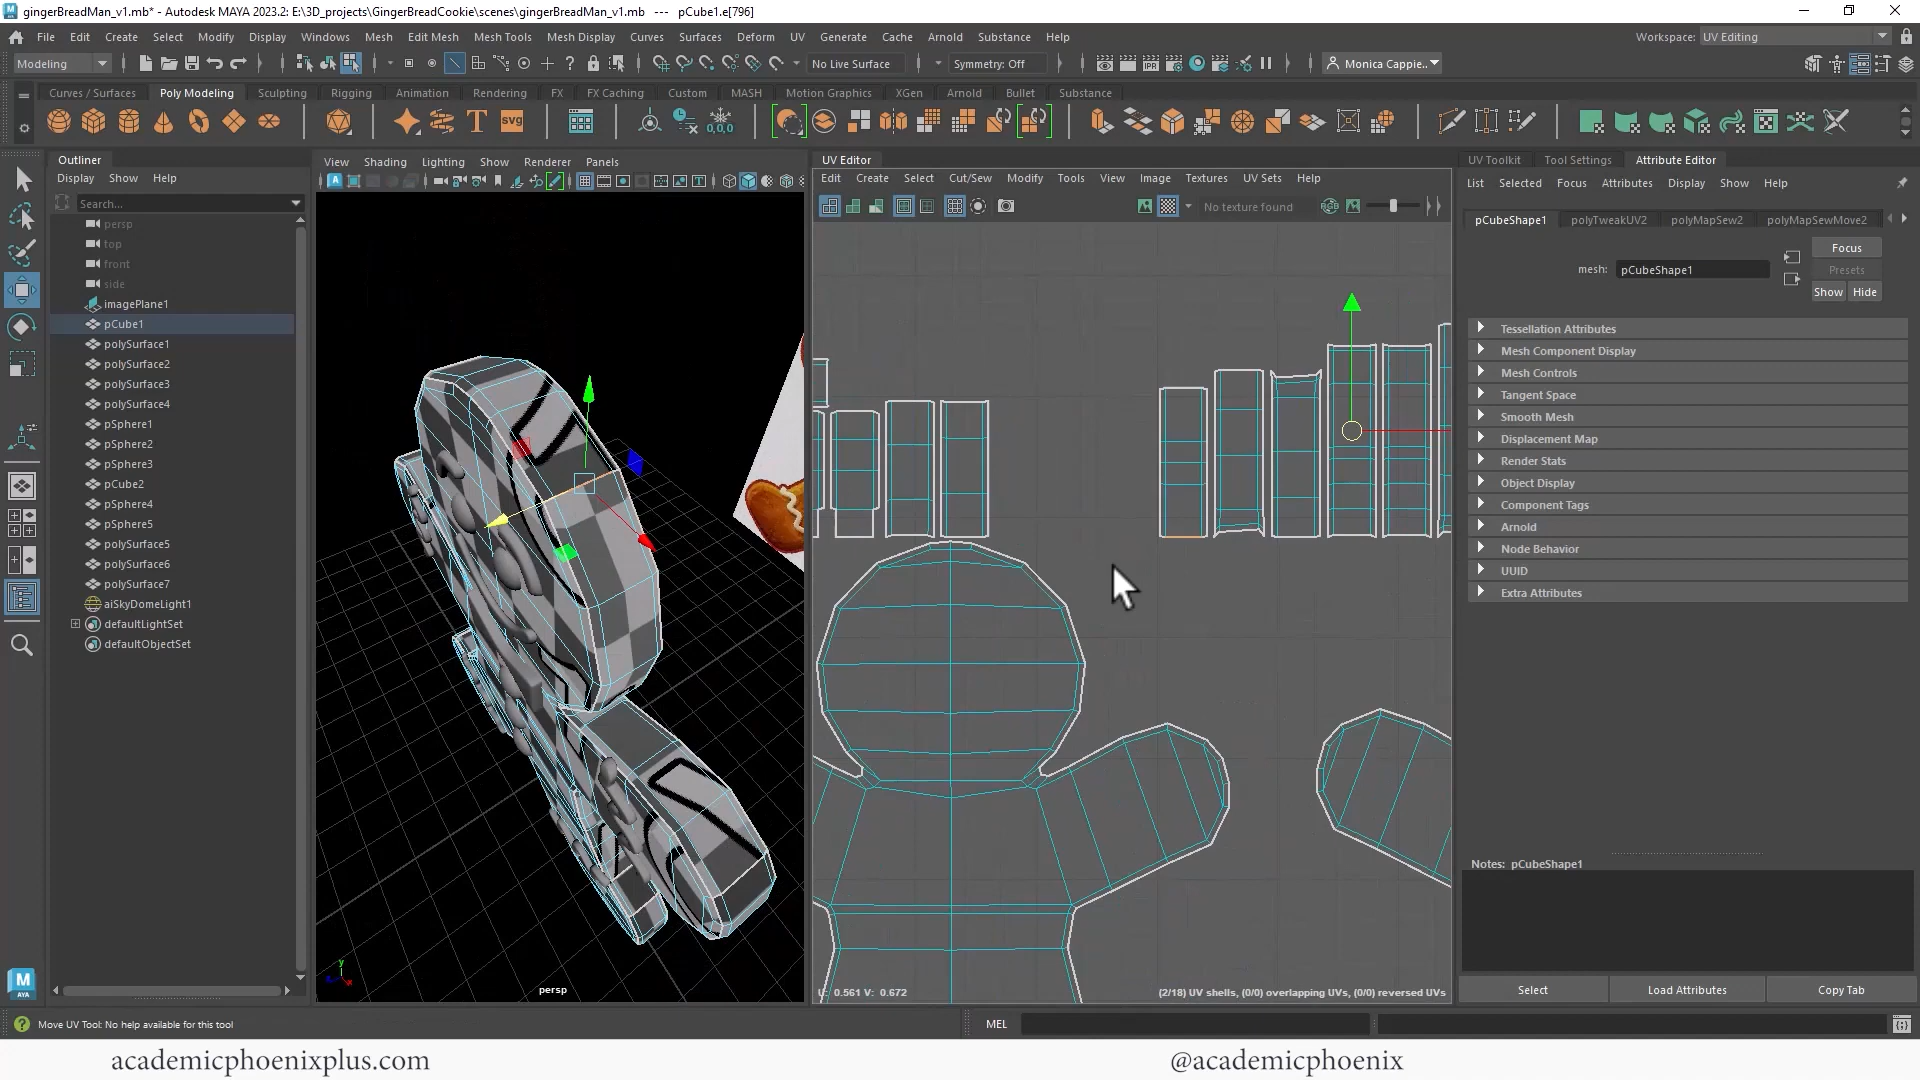 gingerBreadMan_v1.mb* - Autodesk MAYA 2023.2: E:\3D_projects\GingerBreadCookie\scenes\gingerBreadMan_v1.mb --- pCube1.e[796]
File Edit Create Select Modify Display Windows Mesh Edit Mesh Mesh Tools Mesh Display Curves Surfaces Deform UV Generate Cache Arnold Substance Help Workspace: UV Editing
Modeling No Live Surface Symmetry: Off Monica Cappie..
Curves / Surfaces Poly Modeling Sculpting Rigging Animation Rendering FX FX Caching Custom MASH Motion Graphics XGen Arnold Bullet Substance
T svg 0,0,0
Outliner
Display Show Help
Search...
persp
top
front
side
imagePlane1
pCube1
polySurface1
polySurface2
polySurface3
polySurface4
pSphere1
pSphere2
pSphere3
pCube2
pSphere4
pSphere5
polySurface5
polySurface6
polySurface7
aiSkyDomeLight1
defaultLightSet
defaultObjectSet
View Shading Lighting Show Renderer Panels
persp
y
UV Editor
Edit Create Select Cut/Sew Modify Tools View Image Textures UV Sets Help
No texture found
U: 0.561 V: 0.672 (2/18) UV shells, (0/0) overlapping UVs, (0/0) reversed UVs
UV Toolkit Tool Settings Attribute Editor
List Selected Focus Attributes Display Show Help
pCubeShape1 polyTweakUV2 polyMapSew2 polyMapSewMove2
mesh: pCubeShape1
Focus
Presets
Show Hide
Tessellation Attributes
Mesh Component Display
Mesh Controls
Tangent Space
Smooth Mesh
Displacement Map
Render Stats
Object Display
Component Tags
Arnold
Node Behavior
UUID
Extra Attributes
Notes: pCubeShape1
Select Load Attributes Copy Tab
M
AYA
Move UV Tool: No help available for this tool MEL
academicphoenixplus.com @academicphoenix